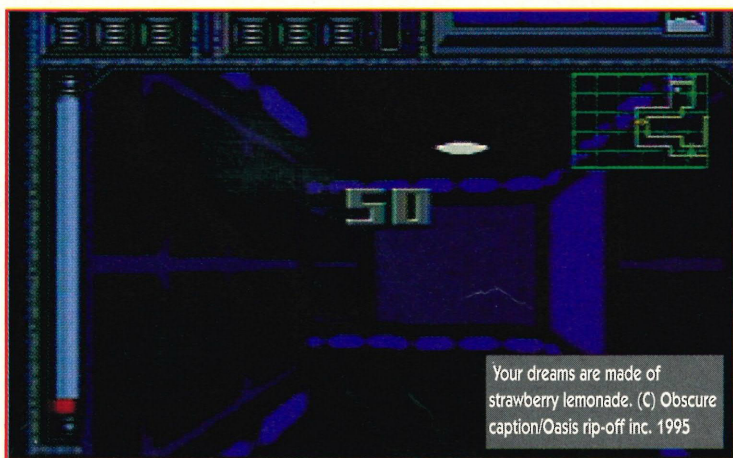 50
Your dreams are made of
strawberry lemonade. (C) Obscure
caption/Oasis rip-off inc. 1995